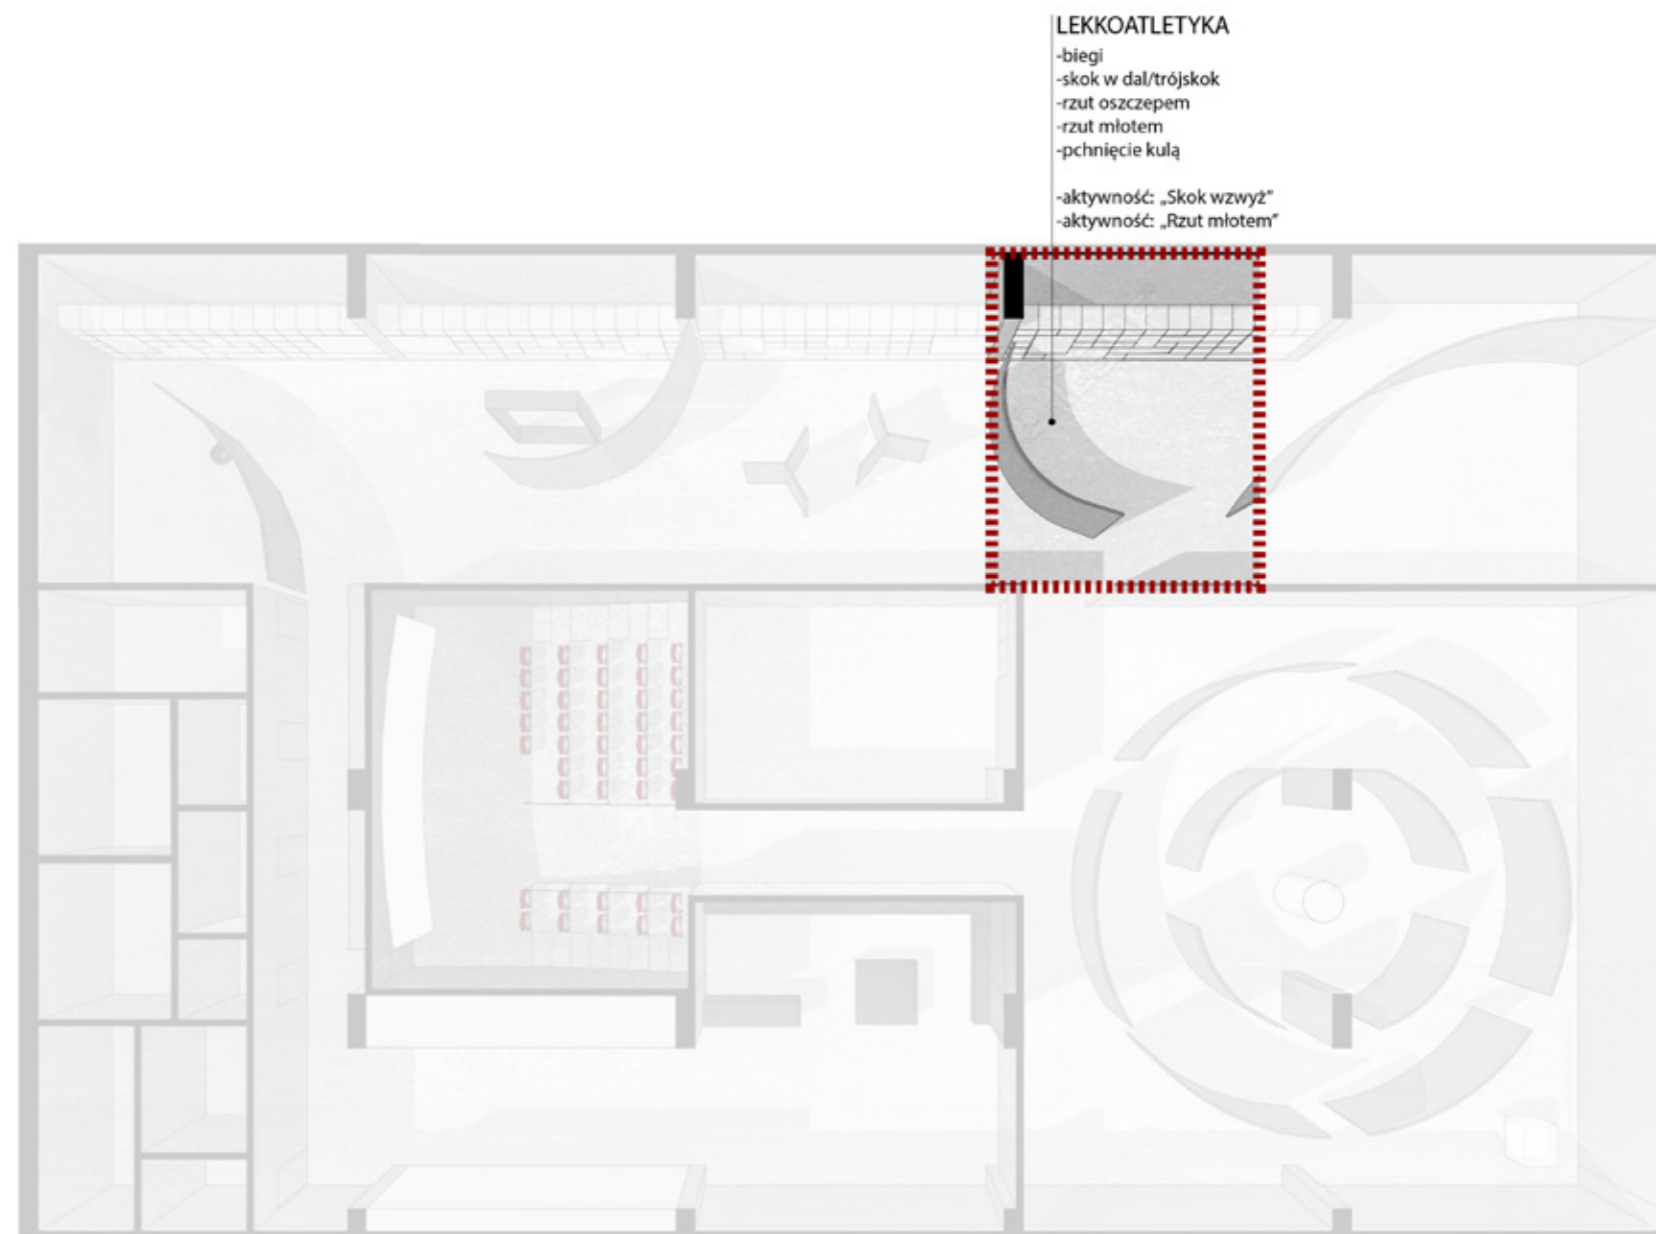 LEKKOATLETYKA
-biegi
-skok w dal/trójskok
-rzut oszczepem
-rzut młotem
-pchnięcie kulą
-aktywność: „Skok wzwyż”
-aktywność: „Rzut młotem”